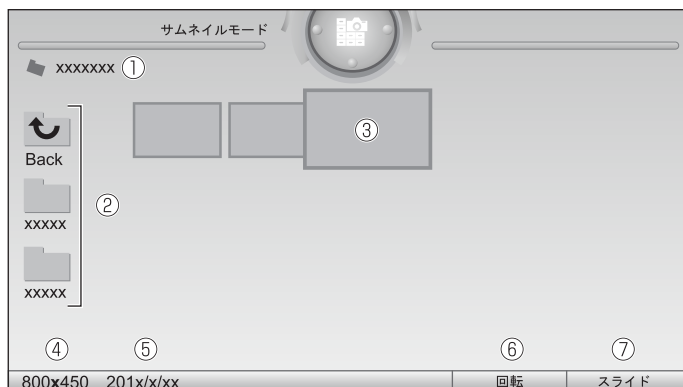 サムネイルモード
xxxxxxx ①
Back
②
③
xxxxx
xxxxx
④ ⑤ ⑥ ⑦
800x450 201x/x/xx 回転 スライド